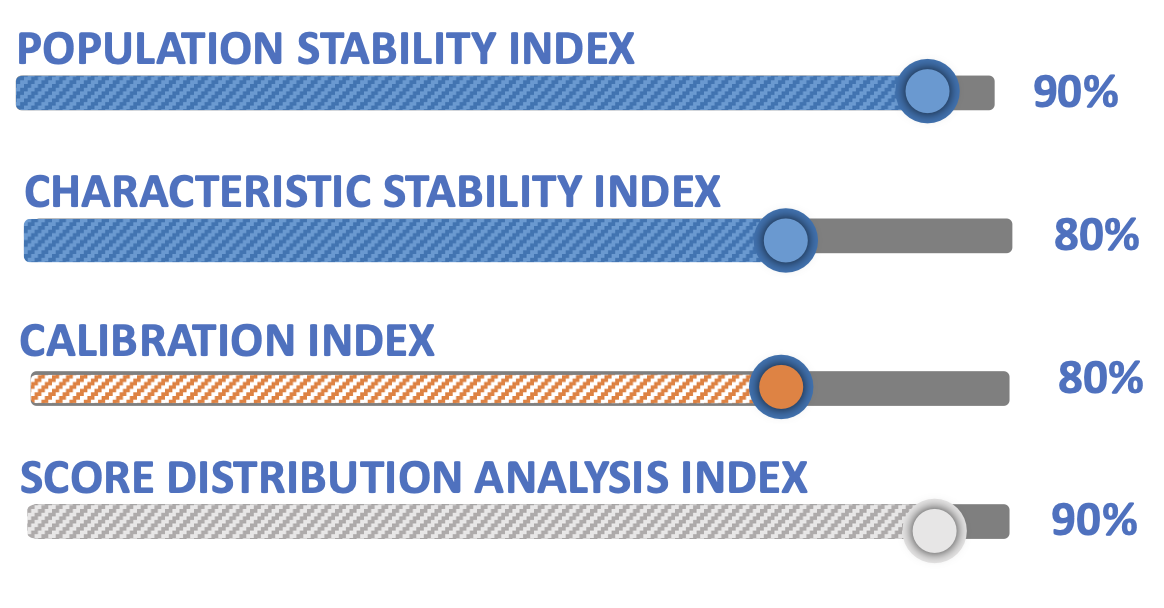 POPULATION STABILITY INDEX
90%
CHARACTERISTIC STABILITY INDEX
80%
CALIBRATION INDEX
80%
SCORE DISTRIBUTION ANALYSIS INDEX
90%